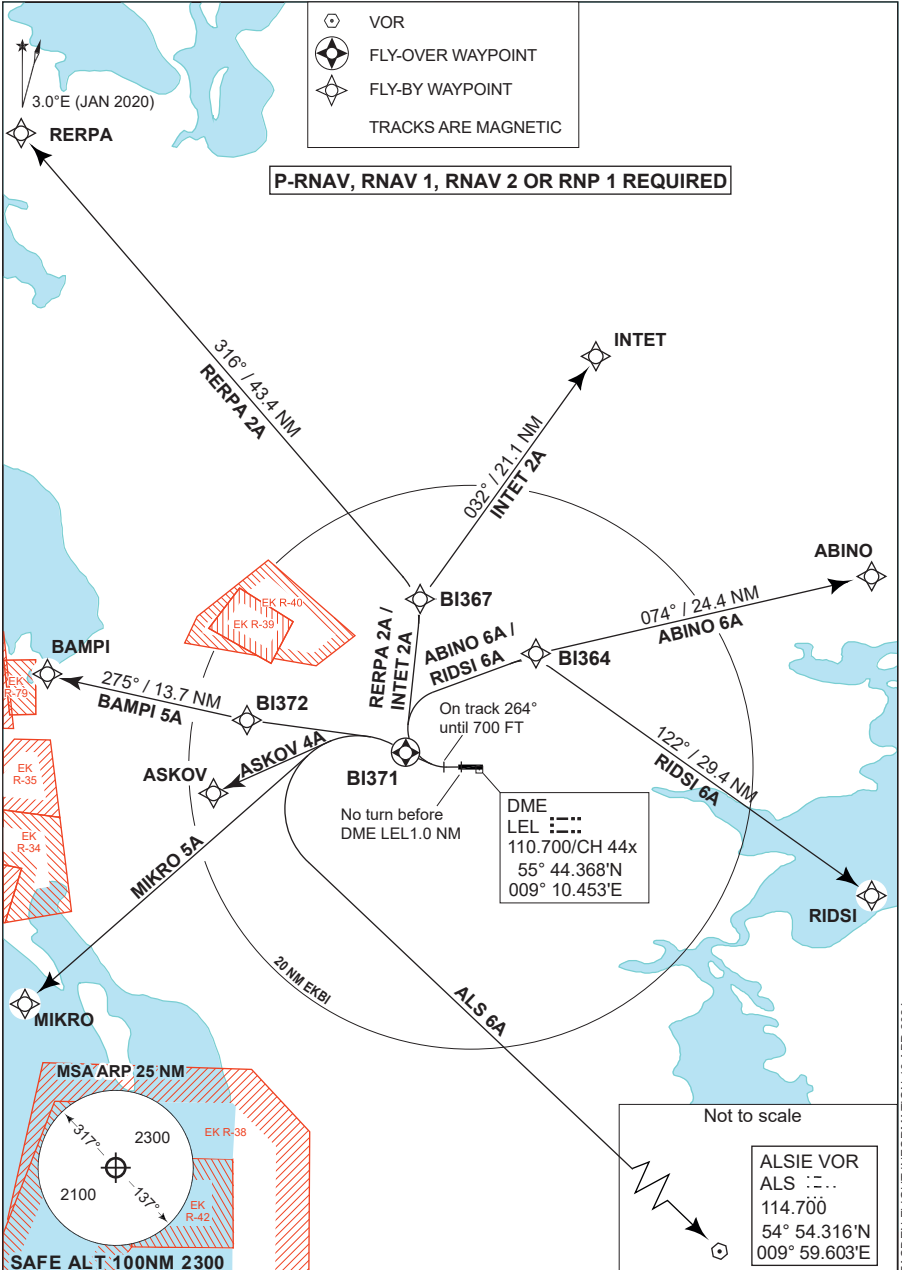 VOR
FLY-OVER WAYPOINT
FLY-BY WAYPOINT
TRACKS ARE MAGNETIC
3.0°E (JAN 2020)
RERPA
P-RNAV, RNAV 1, RNAV 2 OR RNP 1 REQUIRED
INTET
316° / 43.4 NM
RERPA 2A
032° / 21.1 NM
INTET 2A
ABINO
EK R-40
EK R-39
BI367
074° / 24.4 NM
ABINO 6A
RERPA 2A /
INTET 2A
ABINO 6A /
RIDSI 6A
BI364
BAMPI
EK
R-79
275° / 13.7 NM
BAMPI 5A
BI372
On track 264°
until 700 FT
122° / 29.4 NM
RIDSI 6A
ASKOV
ASKOV 4A
BI371
EK
R-35
No turn before
DME LEL1.0 NM
DME
LEL
110.700/CH 44x
55° 44.368'N
009° 10.453'E
EK
R-34
MIKRO 5A
RIDSI
20 NM EKBI
ALS 6A
MIKRO
MSA ARP 25 NM
317°
2300
2100
137°
EK R-38
EK
R-42
SAFE ALT 100NM 2300
Not to scale
ALSIE VOR
ALS
114.700
54° 54.316'N
009° 59.603'E